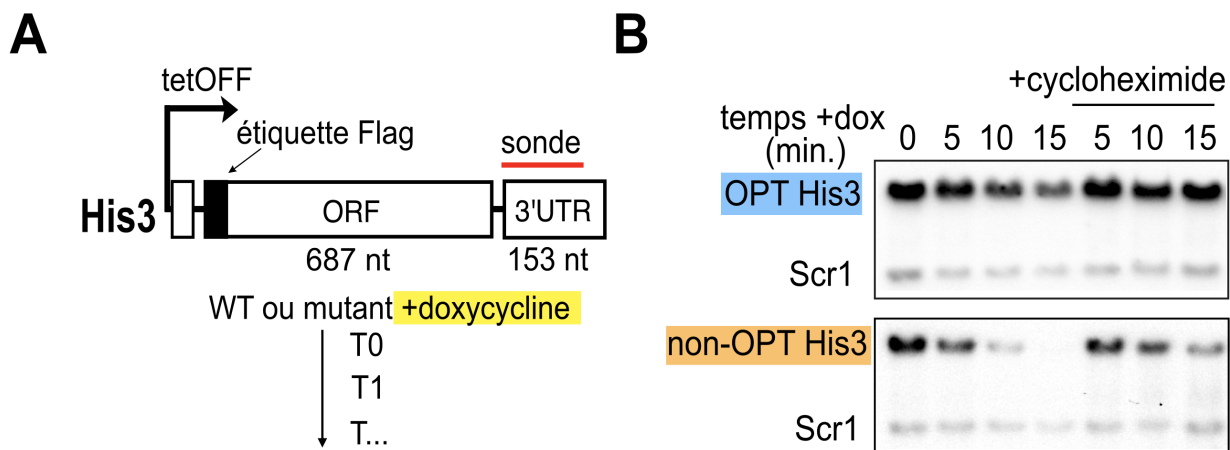 A
tetOFF
étiquette Flag
sonde
His3
ORF
3'UTR
687 nt
153 nt
WT ou mutant +doxycycline
T0
T1
T...
B
+cycloheximide
temps +dox
(min.)
0 5 10 15 5 10 15
OPT His3
Scr1
non-OPT His3
Scr1